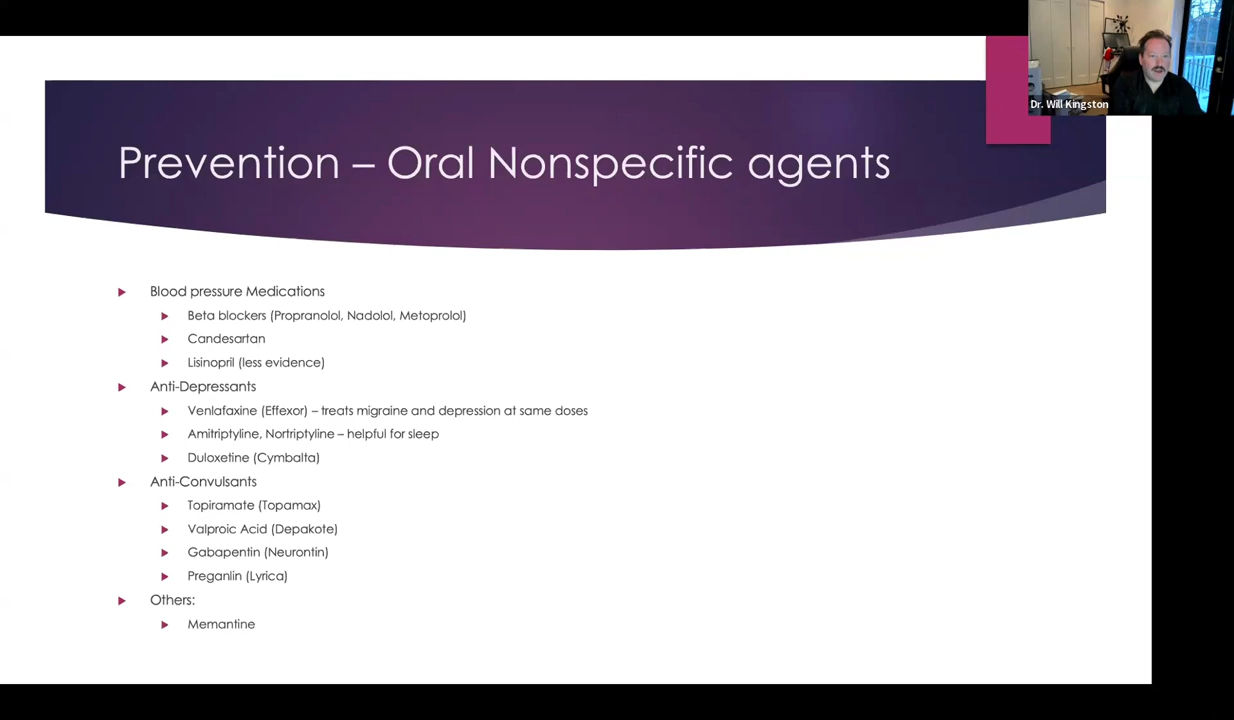 Dr. Will Kingston
Prevention – Oral Nonspecific agents
Blood pressure Medications
Beta blockers (Propranolol, Nadolol, Metoprolol)
Candesartan
Lisinopril (less evidence)
Anti-Depressants
Venlafaxine (Effexor) – treats migraine and depression at same doses
Amitriptyline, Nortriptyline – helpful for sleep
Duloxetine (Cymbalta)
Anti-Convulsants
Topiramate (Topamax)
Valproic Acid (Depakote)
Gabapentin (Neurontin)
Preganlin (Lyrica)
Others:
Memantine